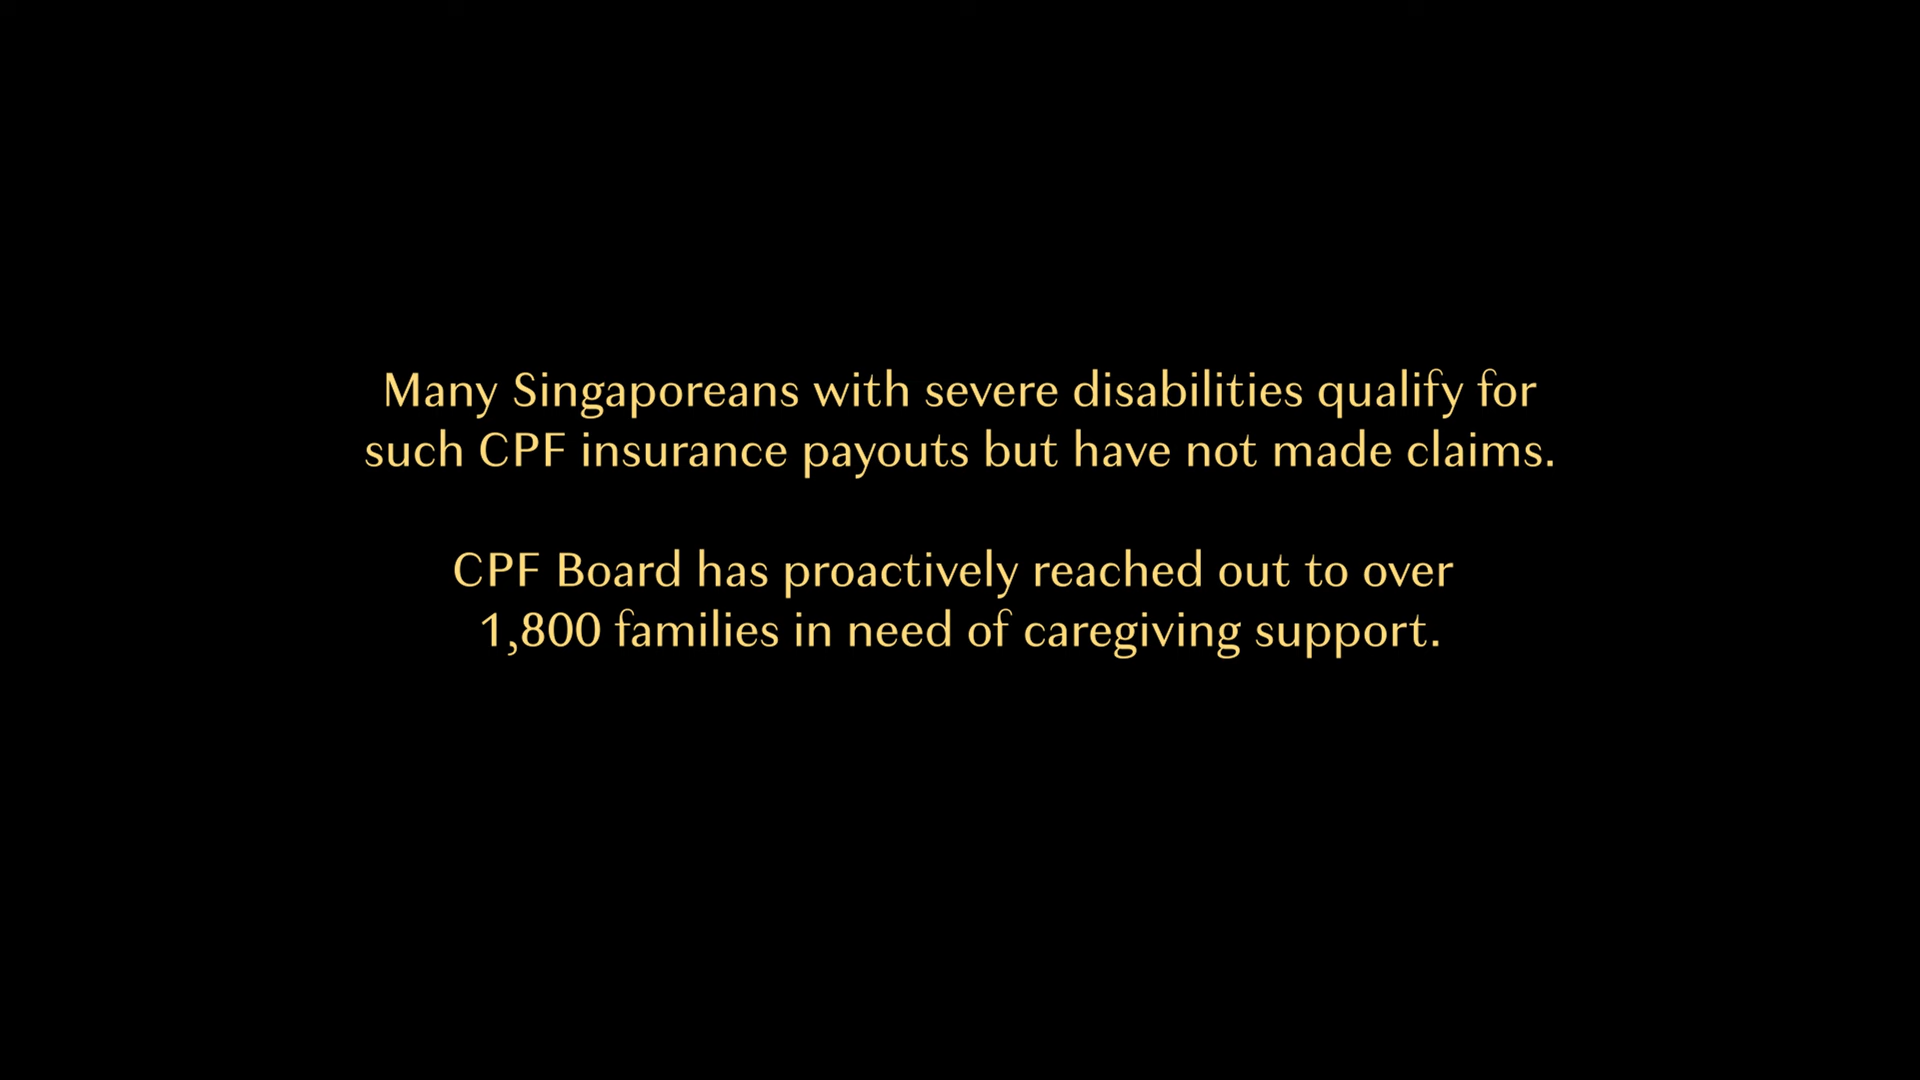 Many Singaporeans with severe disabilities qualify for
such CPF insurance payouts but have not made claims.
CPF Board has proactively reached out to over
1,800 families in need of caregiving support.